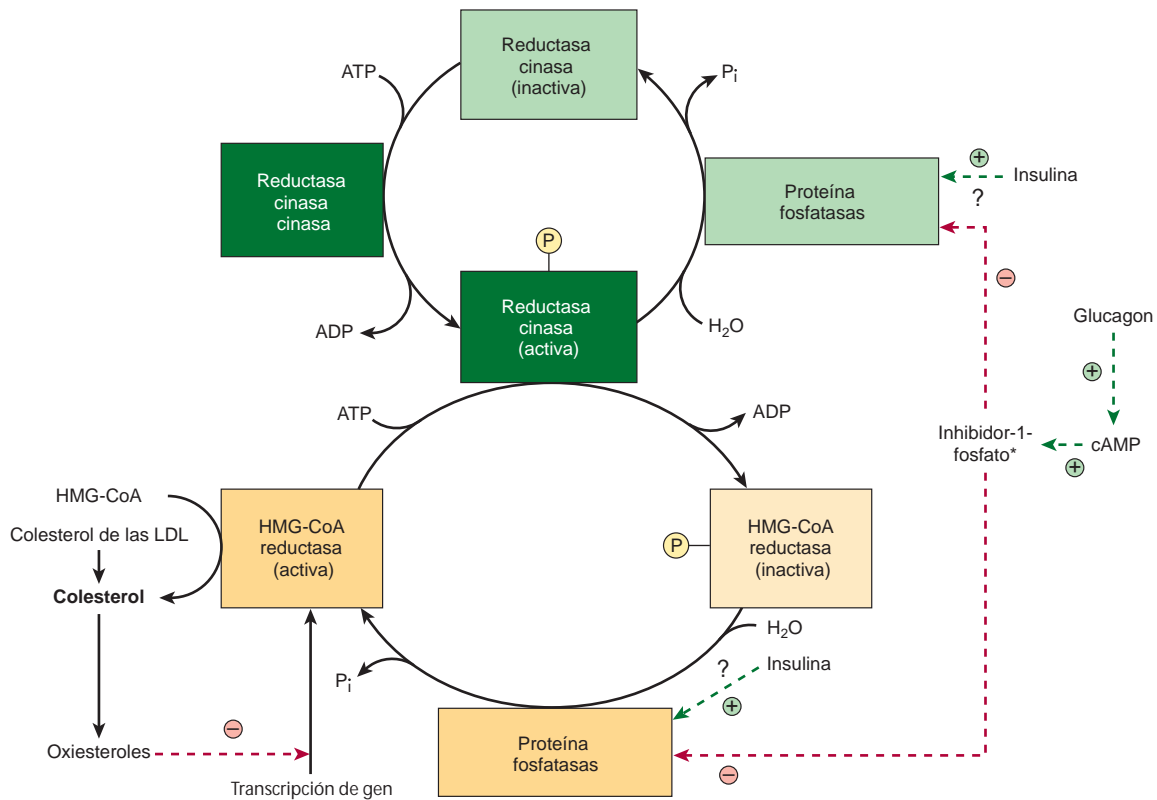 Reductasa
cinasa
(inactiva)
ATP
Pi
Reductasa
cinasa
cinasa
Proteína
fosfatasas
+
Insulina
?
P
−
Reductasa
cinasa
(activa)
ADP
H2O
Glucagon
+
ATP
ADP
Inhibidor-1-
fosfato*
cAMP
+
HMG-CoA
Colesterol de las LDL
Colesterol
HMG-CoA
reductasa
(activa)
P
HMG-CoA
reductasa
(inactiva)
H2O
Pi
?
Insulina
+
Oxiesteroles
−
Proteína
fosfatasas
−
Transcripción de gen